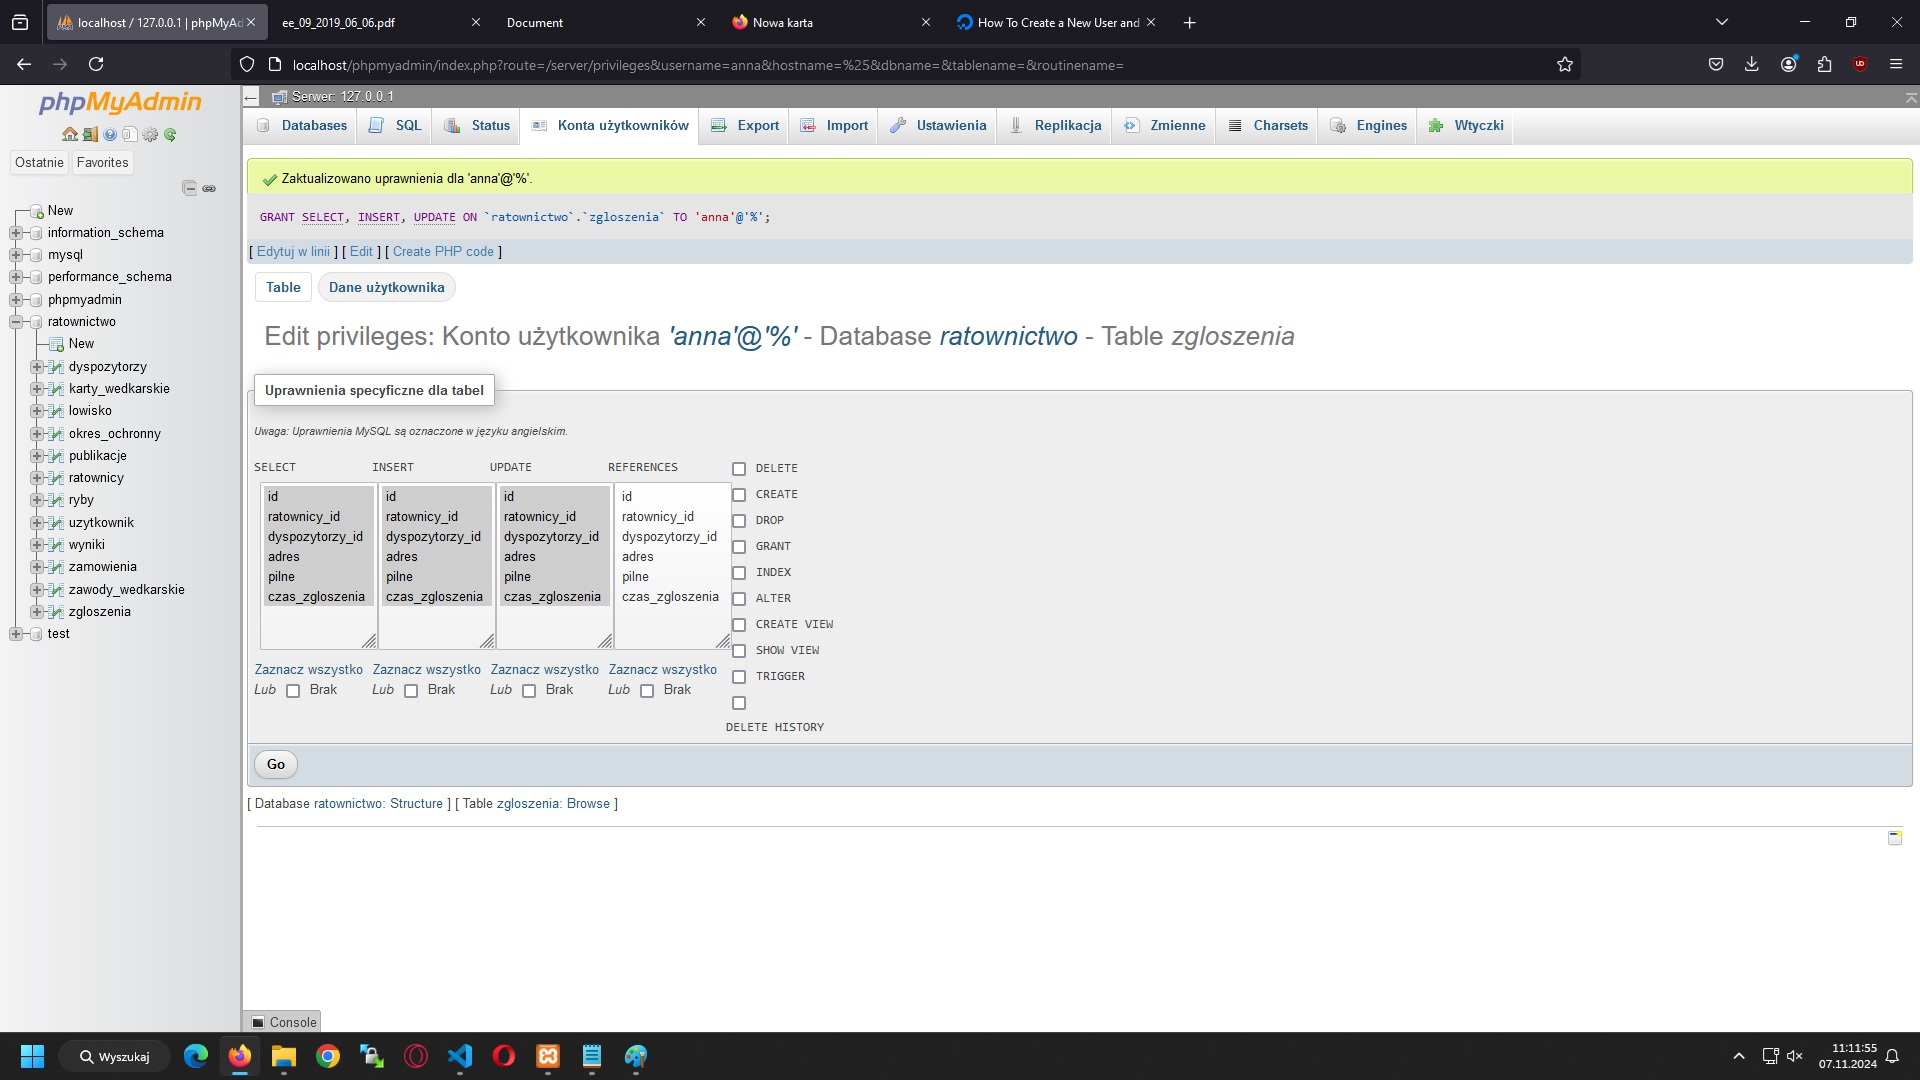 localhost / 127.0.0.1 | phpMyAd
ee_09_2019_06_06.pdf
Document
Nowa karta
How To Create a New User and
localhost/phpmyadmin/index.php?route=/server/privileges&username=anna&hostname=%25&dbname=&tablename=&routinename=
phpMyAdmin
Ostatnie
Favorites
New
information_schema
mysql
performance_schema
phpmyadmin
ratownictwo
New
dyspozytorzy
karty_wedkarskie
lowisko
okres_ochronny
publikacje
ratownicy
ryby
uzytkownik
wyniki
zamowienia
zawody_wedkarskie
zgloszenia
test
Serwer: 127.0.0.1
Databases
SQL
Status
Konta użytkowników
Export
Import
Ustawienia
Replikacja
Zmienne
Charsets
Engines
Wtyczki
Zaktualizowano uprawnienia dla 'anna'@'%'.
GRANT SELECT, INSERT, UPDATE ON `ratownictwo`.`zgloszenia` TO 'anna'@'%';
[ Edytuj w linii ] [ Edit ] [ Create PHP code ]
Table
Dane użytkownika
Edit privileges: Konto użytkownika 'anna'@'%' - Database ratownictwo - Table zgloszenia
Uprawnienia specyficzne dla tabel
Uwaga: Uprawnienia MySQL są oznaczone w języku angielskim.
SELECT
id
ratownicy_id
dyspozytorzy_id
adres
pilne
czas_zgloszenia
Zaznacz wszystko
Lub Brak
INSERT
id
ratownicy_id
dyspozytorzy_id
adres
pilne
czas_zgloszenia
Zaznacz wszystko
Lub Brak
UPDATE
id
ratownicy_id
dyspozytorzy_id
adres
pilne
czas_zgloszenia
Zaznacz wszystko
Lub Brak
REFERENCES
id
ratownicy_id
dyspozytorzy_id
adres
pilne
czas_zgloszenia
Zaznacz wszystko
Lub Brak
DELETE
CREATE
DROP
GRANT
INDEX
ALTER
CREATE VIEW
SHOW VIEW
TRIGGER
DELETE HISTORY
Go
[ Database ratownictwo: Structure ] [ Table zgloszenia: Browse ]
Console
Wyszukaj
11:11:55
07.11.2024